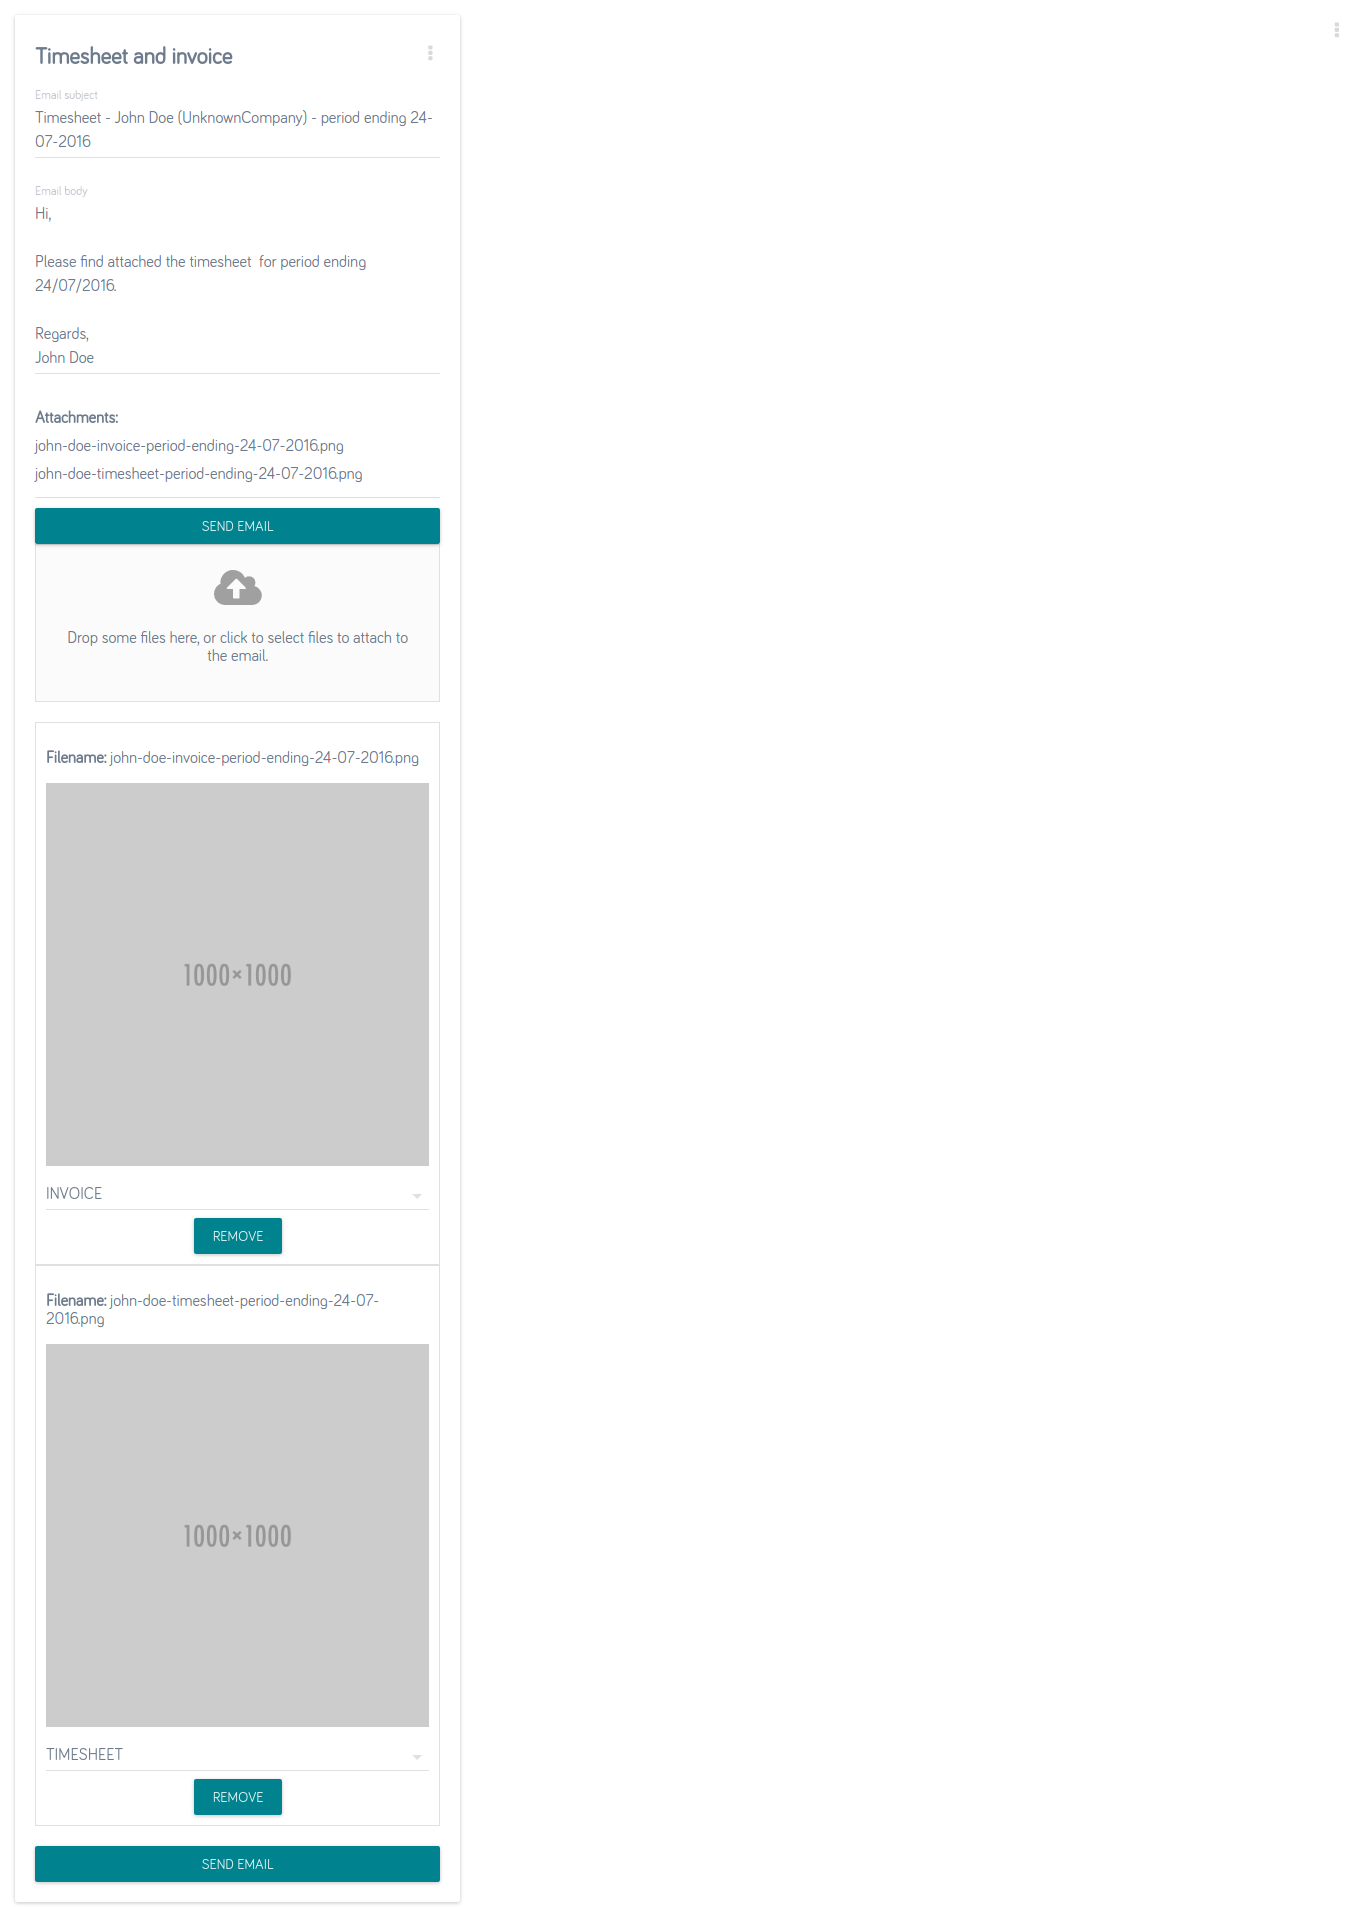 Timesheet and invoice
Email subject
Timesheet - John Doe (UnknownCompany) - period ending 24-
07-2016
Email body
Hi,
Please find attached the timesheet  for period ending
24/07/2016.
Regards,
John Doe
Attachments:
john-doe-invoice-period-ending-24-07-2016.png
john-doe-timesheet-period-ending-24-07-2016.png
SEND EMAIL
Drop some files here, or click to select files to attach to
the email.
Filename: john-doe-invoice-period-ending-24-07-2016.png
1000×1000
INVOICE
REMOVE
Filename: john-doe-timesheet-period-ending-24-07-
2016.png
1000×1000
TIMESHEET
REMOVE
SEND EMAIL